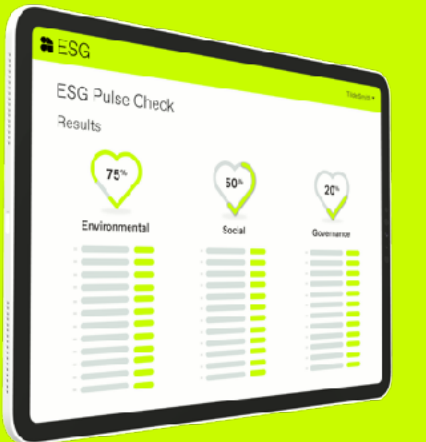 ESG
ESG Pulse Check
Results
75%
50%
20%
Environmental
Social
Governance